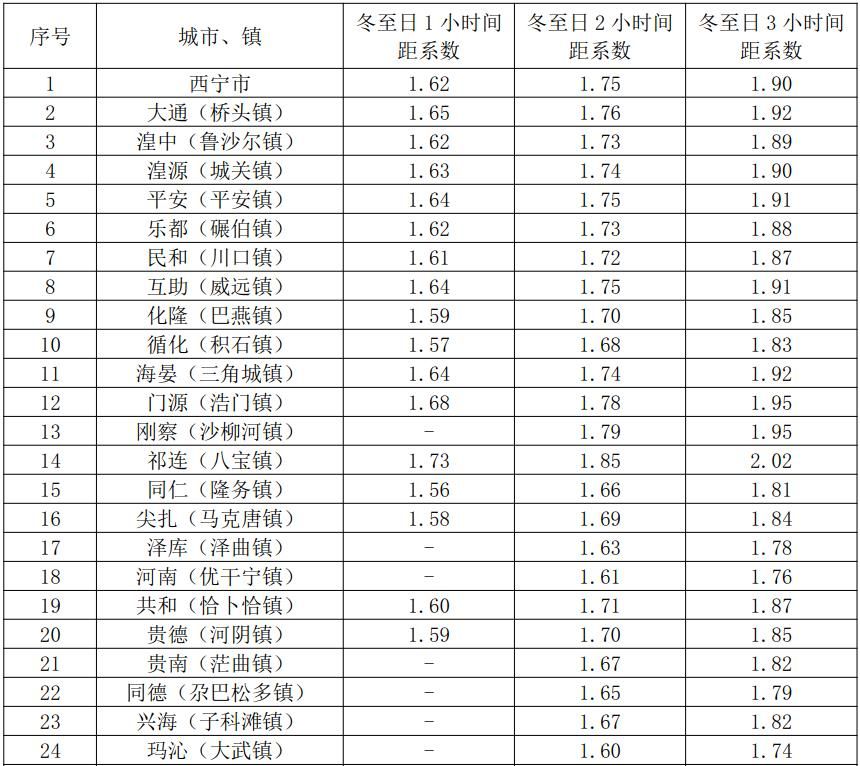 序号 城市、镇 冬至日1小时间距系数 冬至日2小时间距系数 冬至日3小时间距系数
1 西宁市 1.62 1.75 1.90
2 大通（桥头镇） 1.65 1.76 1.92
3 湟中（鲁沙尔镇） 1.62 1.73 1.89
4 湟源（城关镇） 1.63 1.74 1.90
5 平安（平安镇） 1.64 1.75 1.91
6 乐都（碾伯镇） 1.62 1.73 1.88
7 民和（川口镇） 1.61 1.72 1.87
8 互助（威远镇） 1.64 1.75 1.91
9 化隆（巴燕镇） 1.59 1.70 1.85
10 循化（积石镇） 1.57 1.68 1.83
11 海晏（三角城镇） 1.64 1.74 1.92
12 门源（浩门镇） 1.68 1.78 1.95
13 刚察（沙柳河镇） - 1.79 1.95
14 祁连（八宝镇） 1.73 1.85 2.02
15 同仁（隆务镇） 1.56 1.66 1.81
16 尖扎（马克唐镇） 1.58 1.69 1.84
17 泽库（泽曲镇） - 1.63 1.78
18 河南（优干宁镇） - 1.61 1.76
19 共和（恰卜恰镇） 1.60 1.71 1.87
20 贵德（河阴镇） 1.59 1.70 1.85
21 贵南（茫曲镇） - 1.67 1.82
22 同德（尕巴松多镇） - 1.65 1.79
23 兴海（子科滩镇） - 1.67 1.82
24 玛沁（大武镇） - 1.60 1.74